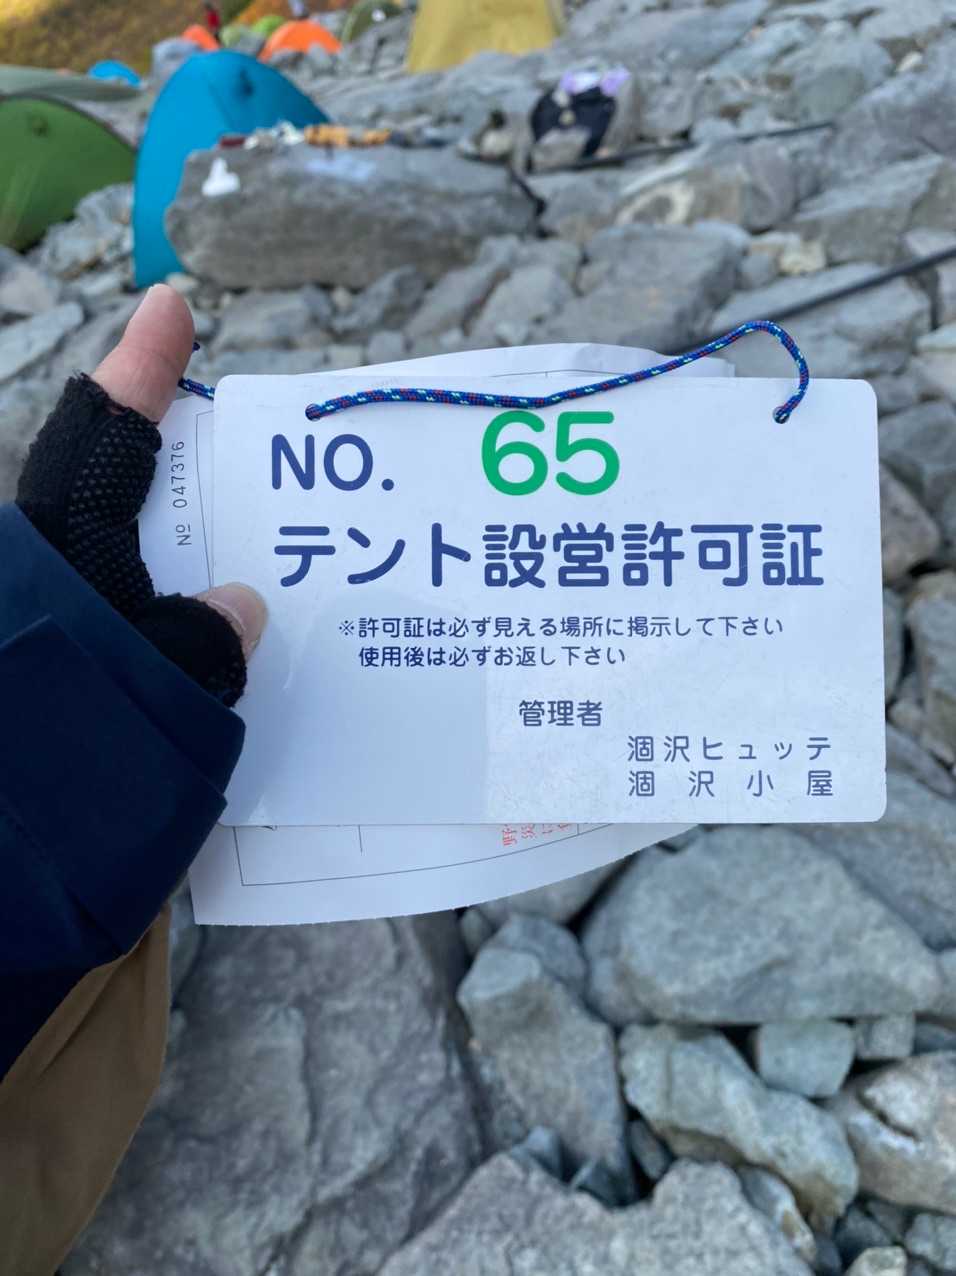 NO. 65
テント設営許可証
※許可証は必ず見える場所に掲示して下さい
使用後は必ずお返し下さい
管理者
涸沢ヒュッテ
涸沢小屋
№ 047376